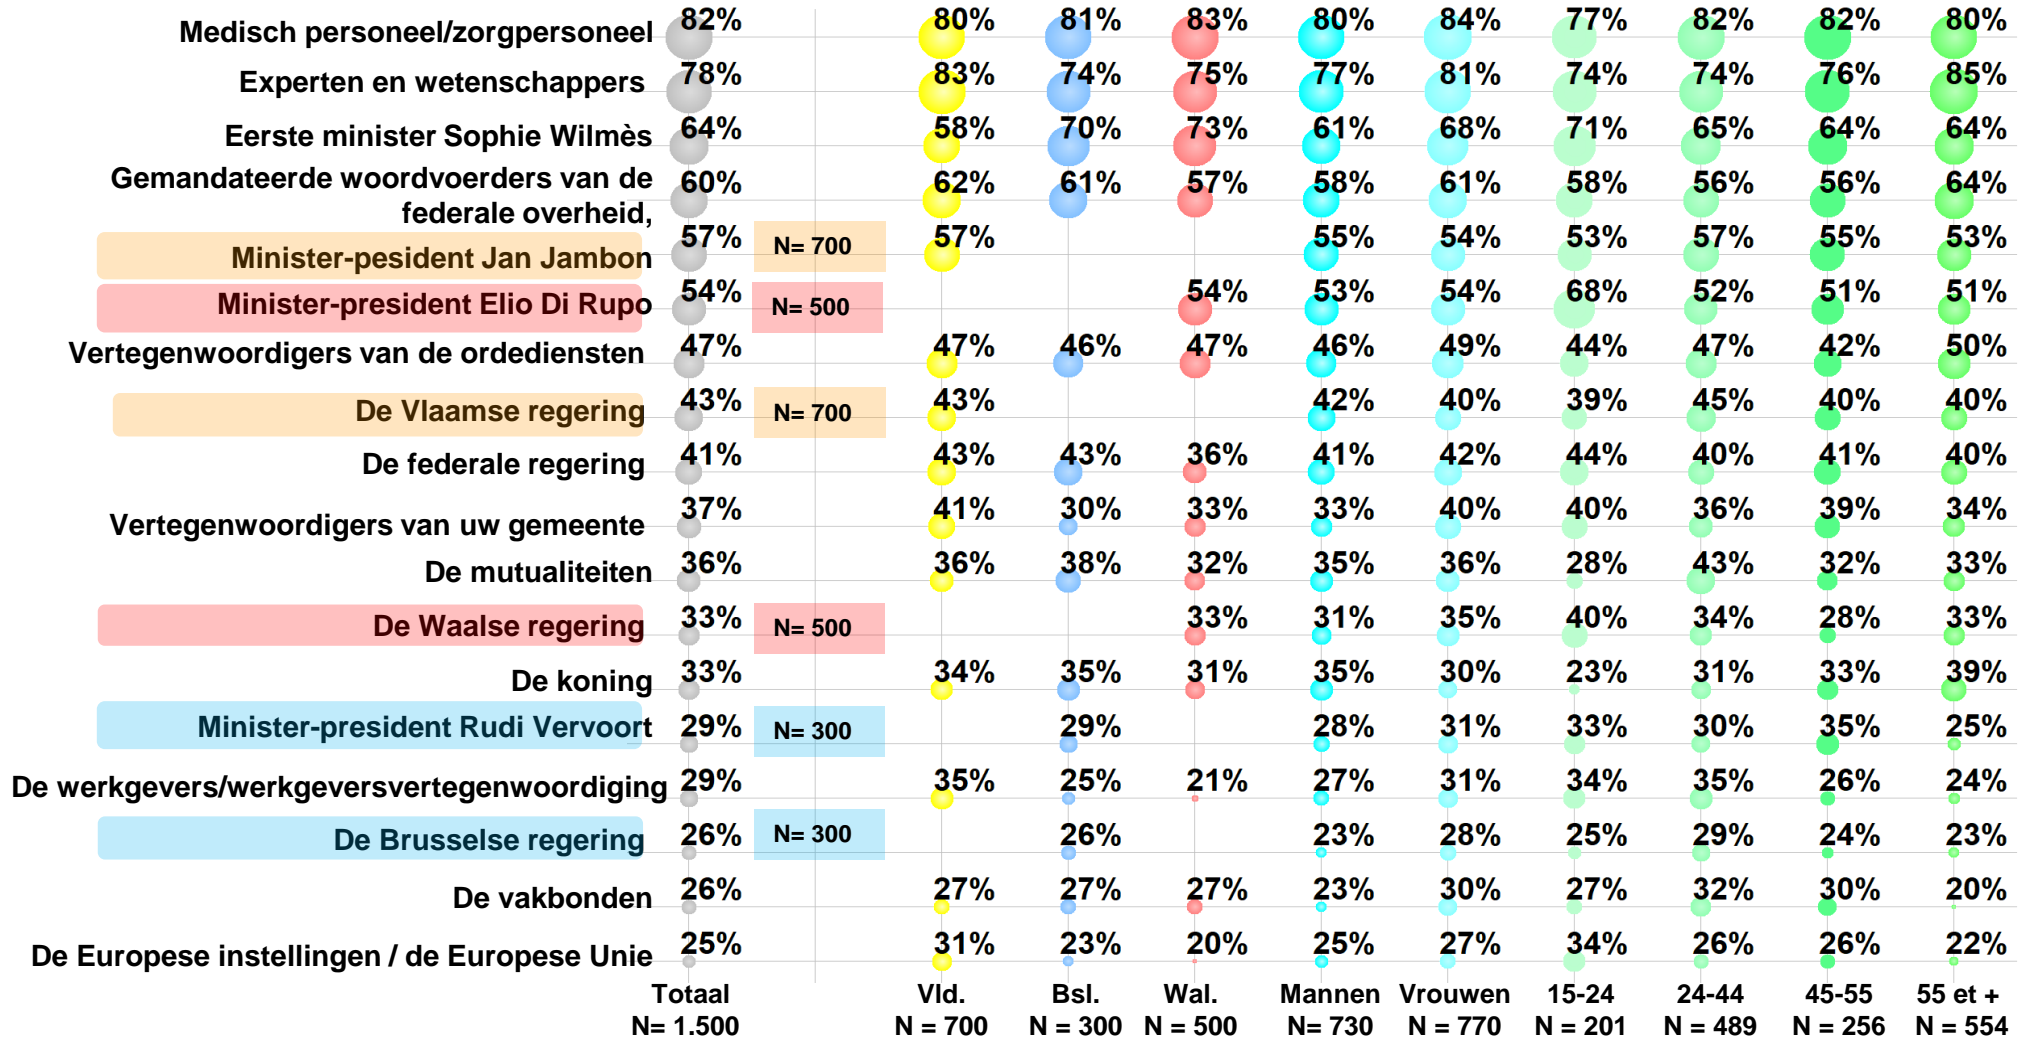 Medisch personeel/zorgpersoneel 82% 80% 81% 83% 80% 84% 77% 82% 82% 80%
Experten en wetenschappers 78% 83% 74% 75% 77% 81% 74% 74% 76% 85%
Eerste minister Sophie Wilmès 64% 58% 70% 73% 61% 68% 71% 65% 64% 64%
Gemandateerde woordvoerders van de
federale overheid, 60% 62% 61% 57% 58% 61% 58% 56% 56% 64%
Minister-pesident Jan Jambon 57% N= 700 57% 55% 54% 53% 57% 55% 53%
Minister-president Elio Di Rupo 54% N= 500 54% 53% 54% 68% 52% 51% 51%
Vertegenwoordigers van de ordediensten 47% 47% 46% 47% 46% 49% 44% 47% 42% 50%
De Vlaamse regering 43% N= 700 43% 42% 40% 39% 45% 40% 40%
De federale regering 41% 43% 43% 36% 41% 42% 44% 40% 41% 40%
Vertegenwoordigers van uw gemeente 37% 41% 30% 33% 33% 40% 40% 36% 39% 34%
De mutualiteiten 36% 36% 38% 32% 35% 36% 28% 43% 32% 33%
De Waalse regering 33% N= 500 33% 31% 35% 40% 34% 28% 33%
De koning 33% 34% 35% 31% 35% 30% 23% 31% 33% 39%
Minister-president Rudi Vervoort 29% N= 300 29% 28% 31% 33% 30% 35% 25%
De werkgevers/werkgeversvertegenwoordiging 29% 35% 25% 21% 27% 31% 34% 35% 26% 24%
De Brusselse regering 26% N= 300 26% 23% 28% 25% 29% 24% 23%
De vakbonden 26% 27% 27% 27% 23% 30% 27% 32% 30% 20%
De Europese instellingen / de Europese Unie 25% 31% 23% 20% 25% 27% 34% 26% 26% 22%
Totaal Vld. Bsl. Wal. Mannen Vrouwen 15-24 24-44 45-55 55 et +
N= 1.500 N = 700 N = 300 N = 500 N= 730 N = 770 N = 201 N = 489 N = 256 N = 554